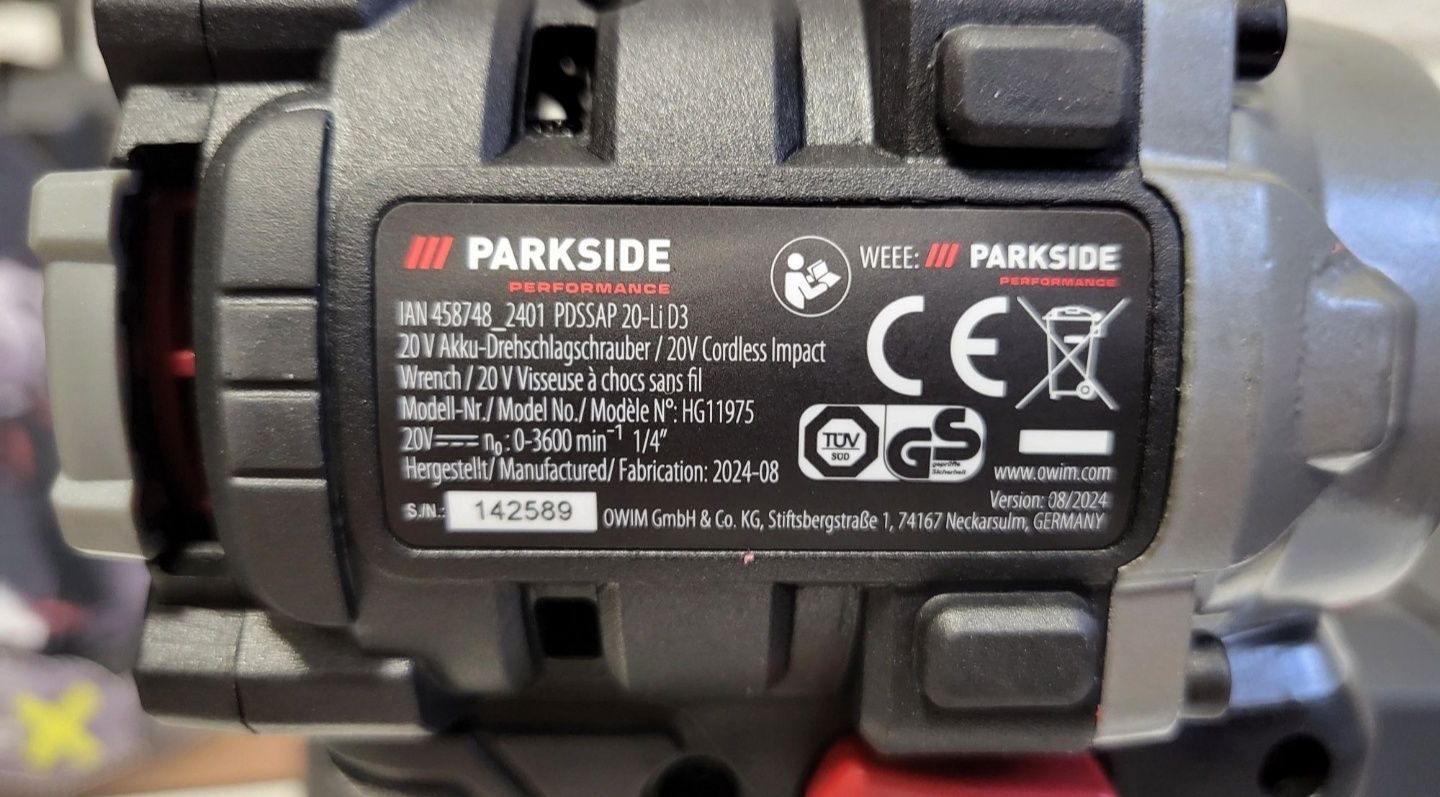 PARKSIDE
PERFORMANCE
IAN 458748_2401 PDSSAP 20-Li D3
20 V Akku-Drehschlagschrauber / 20V Cordless Impact
Wrench / 20 V Visseuse à chocs sans fil
Modell-Nr./ Model No./ Modèle N°: HG11975
20V⎓ n₀: 0-3600 min⁻¹ 1/4"
Hergestellt/ Manufactured/ Fabrication: 2024-08
S./N.: 142589
OWIM GmbH & Co. KG, Stiftsbergstraße 1, 74167 Neckarsulm, GERMANY
WEEE: PARKSIDE
PERFORMANCE
CE
TÜV
SÜD
GS
geprüfte
Sicherheit
www.owim.com
Version: 08/2024